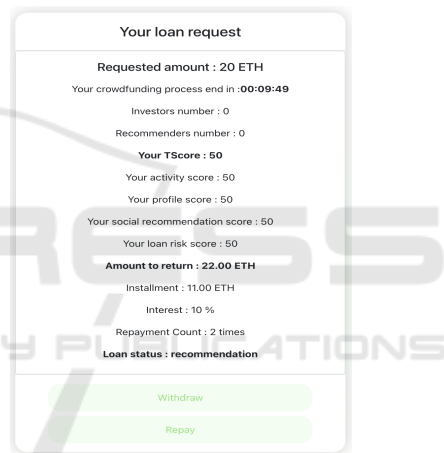 Your loan request
Requested amount : 20 ETH
Your crowdfunding process end in :00:09:49
Investors number : 0
Recommenders number : 0
Your TScore : 50
Your activity score : 50
Your profile score : 50
Your social recommendation score : 50
Your loan risk score : 50
Amount to return : 22.00 ETH
Installment : 11.00 ETH
Interest : 10 %
Repayment Count : 2 times
Loan status : recommendation
Withdraw
Repay